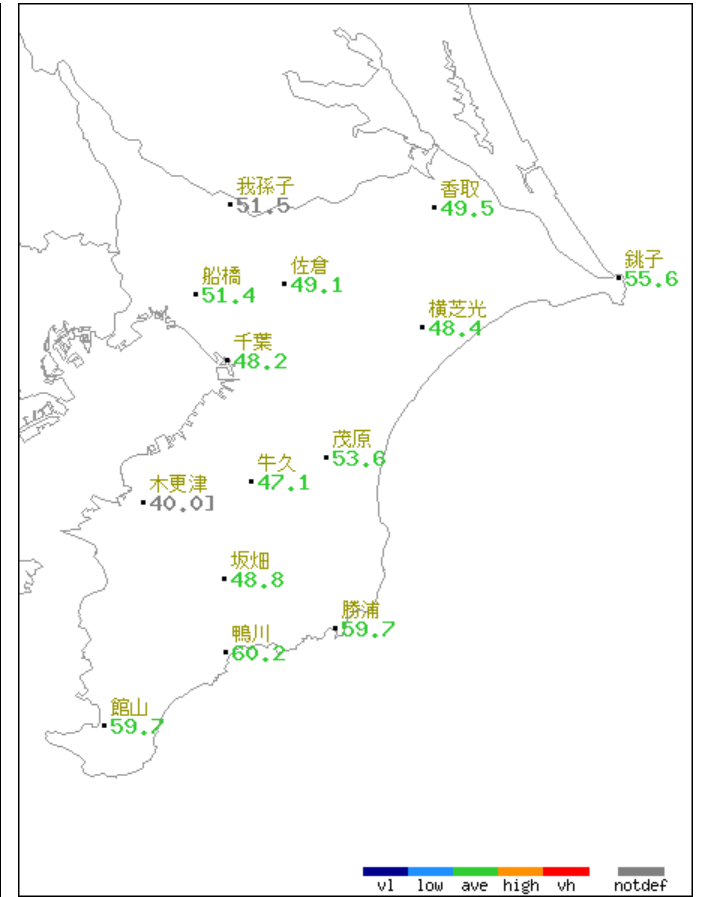 我孫子
51.5
香取
49.5
銚子
55.6
佐倉
49.1
船橋
51.4
横芝光
48.4
千葉
48.2
茂原
53.6
牛久
47.1
木更津
40.0]
坂畑
48.8
勝浦
59.7
鴨川
60.2
館山
59.7
vl low ave high vh notdef